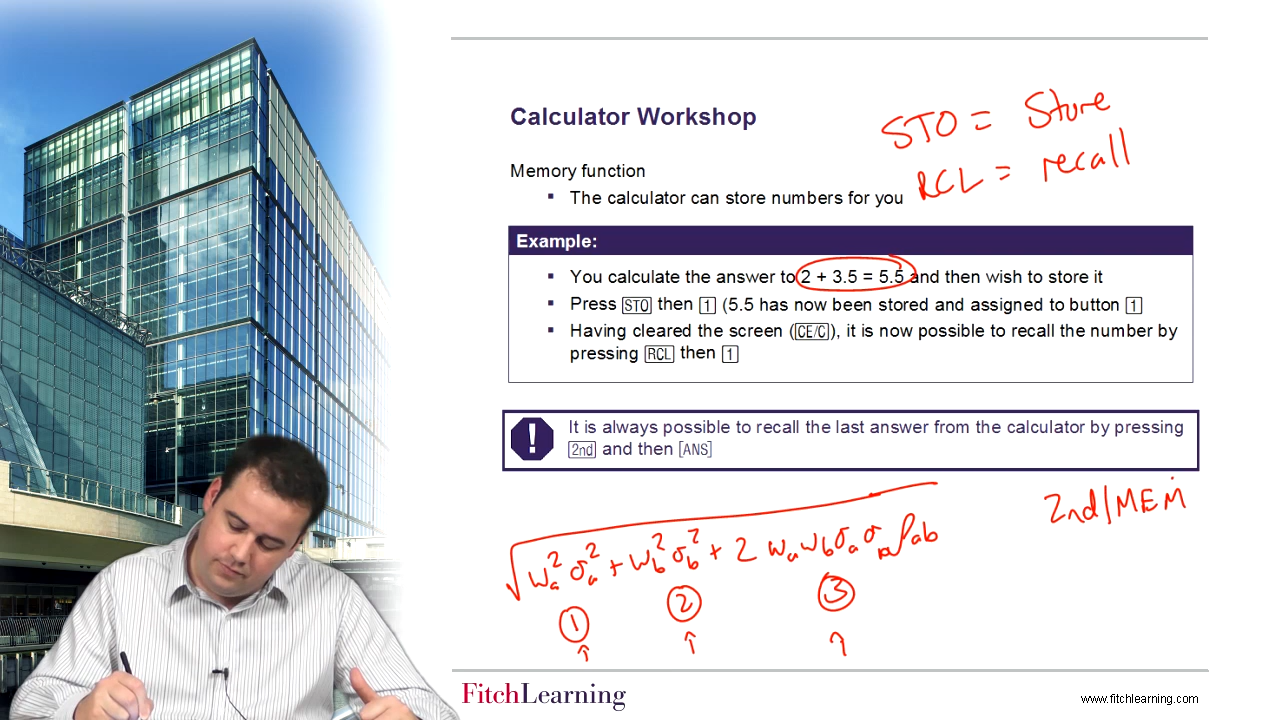 Calculator Workshop
STO = Store
RCL = recall
Memory function
▪ The calculator can store numbers for you
Example:
▪ You calculate the answer to 2 + 3.5 = 5.5 and then wish to store it
▪ Press STO then 1 (5.5 has now been stored and assigned to button 1
▪ Having cleared the screen (CE/C), it is now possible to recall the number by
pressing RCL then 1
! It is always possible to recall the last answer from the calculator by pressing
2nd and then [ANS]
2nd/MEM
√ Wa² σa² + Wb² σb² + 2 Wa Wb σa σ ρab
1 2 3
FitchLearning
www.fitchlearning.com